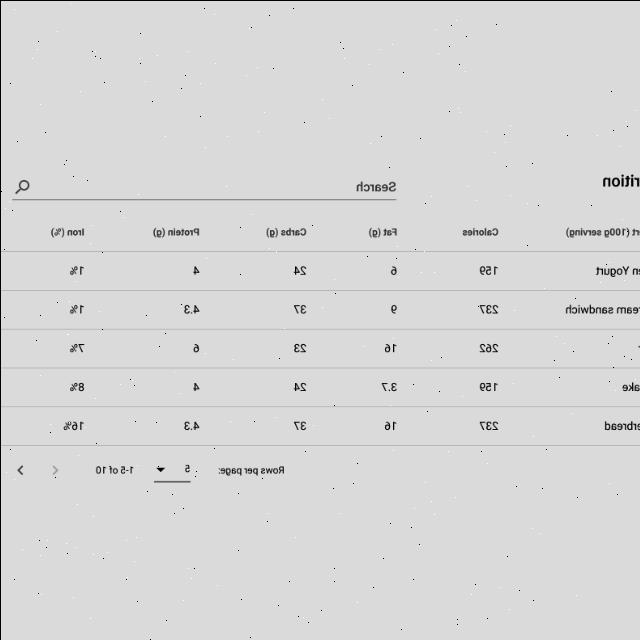 rition
Search
rt (100g serving) Calories Fat (g) Carbs (g) Protein (g) Iron (%)
en Yogurt 159 6 24 4 1%
ream sandwich 237 9 37 4.3 1%
r 262 16 23 6 7%
ake 159 3.7 24 4 8%
erbread 237 16 37 4.3 16%
Rows per page: 5 1-5 of 10